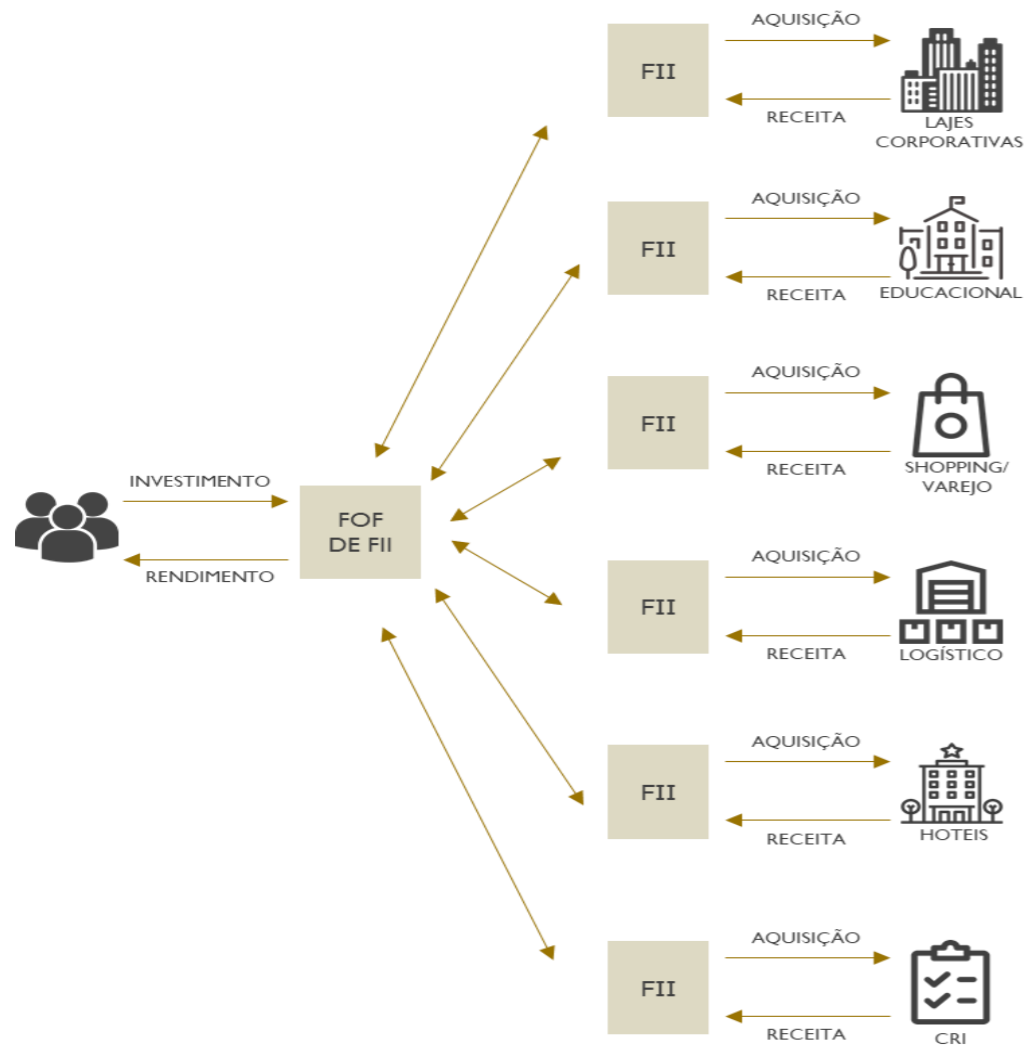 AQUISIÇÃO
FII
RECEITA
LAJES
CORPORATIVAS
AQUISIÇÃO
FII
RECEITA
EDUCACIONAL
AQUISIÇÃO
FII
RECEITA
SHOPPING/
VAREJO
INVESTIMENTO
FOF
DE FII
RENDIMENTO
AQUISIÇÃO
FII
RECEITA
LOGÍSTICO
AQUISIÇÃO
FII
RECEITA
HOTEIS
AQUISIÇÃO
FII
RECEITA
CRI